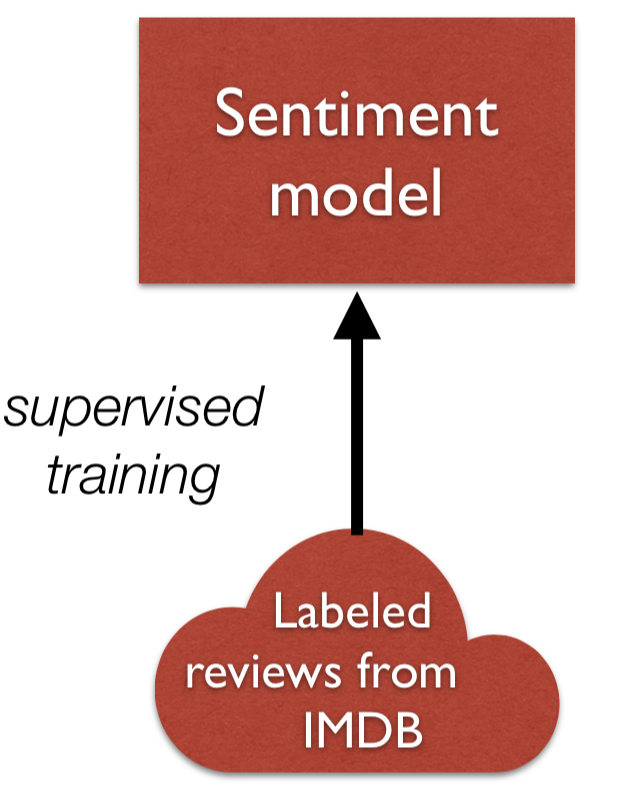 Sentiment
model
supervised
training
Labeled
reviews from
IMDB